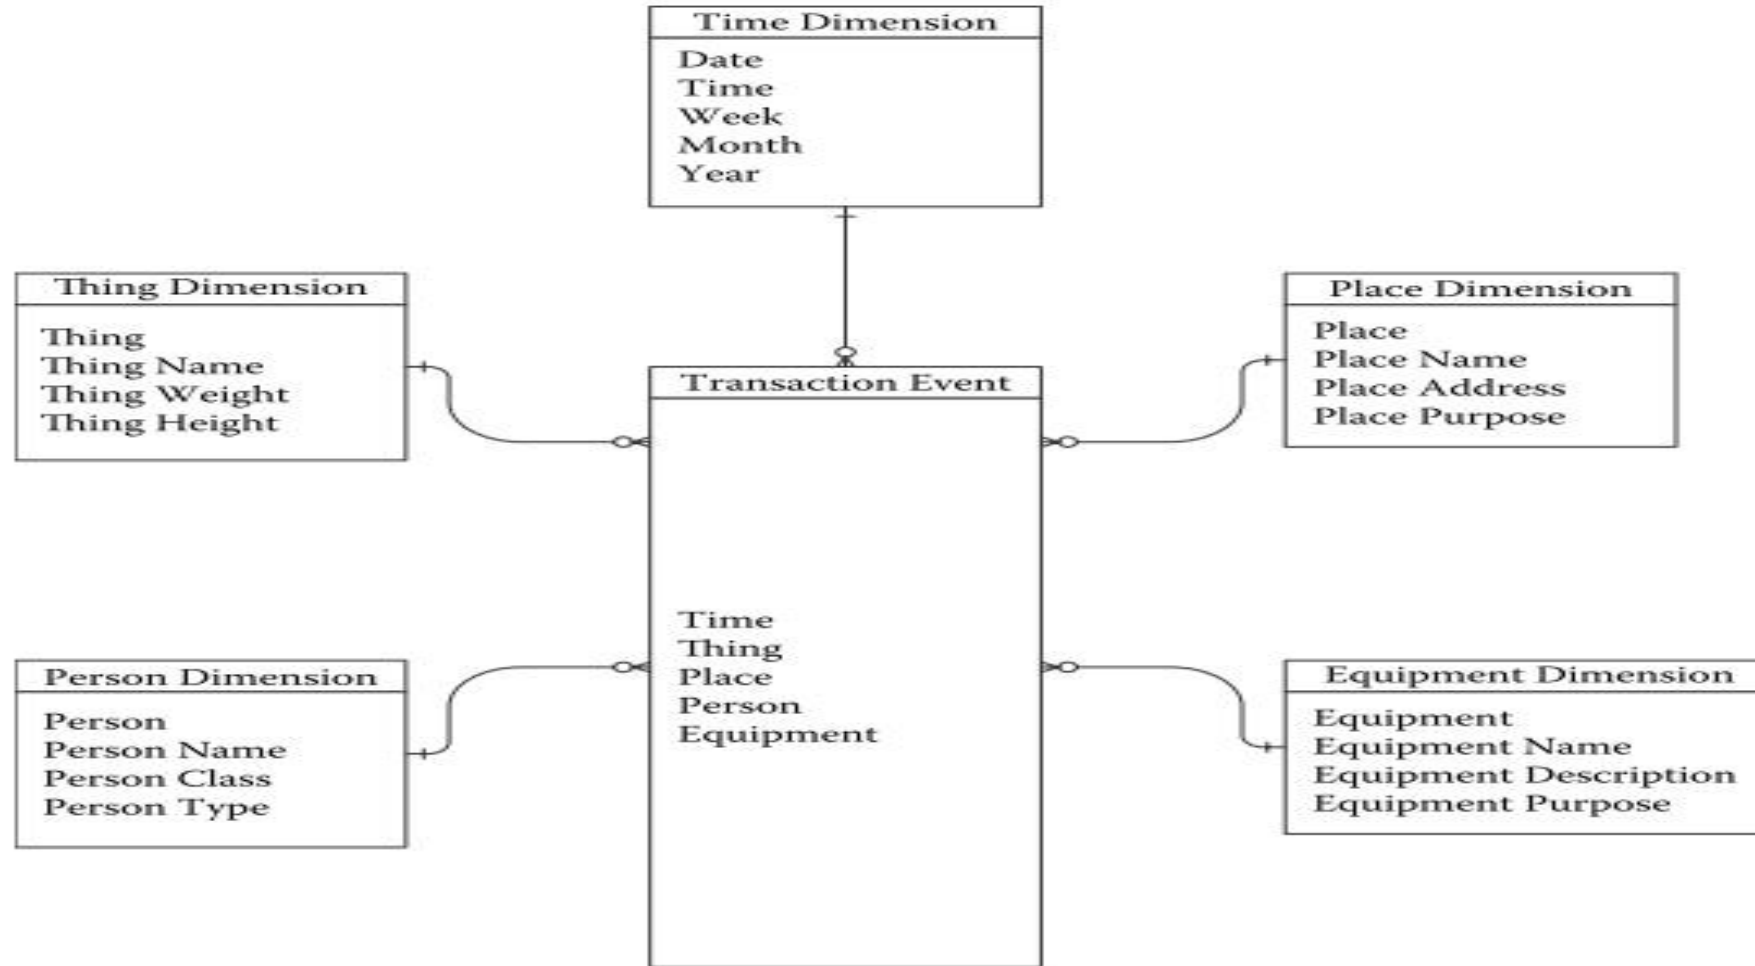 Time Dimension
Date
Time
Week
Month
Year
Thing Dimension
Thing
Thing Name
Thing Weight
Thing Height
Place Dimension
Place
Place Name
Place Address
Place Purpose
Transaction Event
Time
Thing
Place
Person
Equipment
Person Dimension
Person
Person Name
Person Class
Person Type
Equipment Dimension
Equipment
Equipment Name
Equipment Description
Equipment Purpose